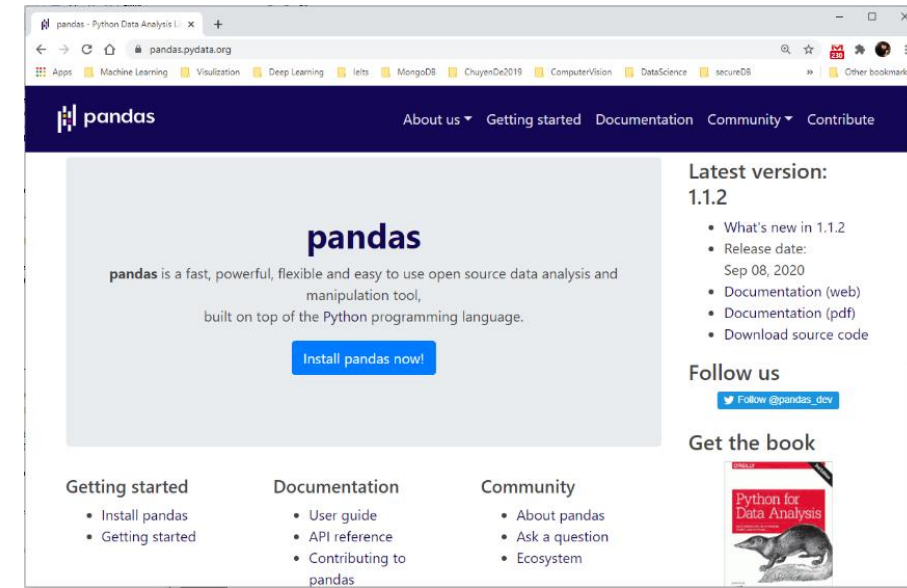 pandas - Python Data Analysis Li
pandas.pydata.org
230
Apps Machine Learning Visulization Deep Learning Ielts MongoDB ChuyenDe2019 ComputerVision DataScience secureDB » Other bookmark
pandas
About us Getting started Documentation Community Contribute
pandas
pandas is a fast, powerful, flexible and easy to use open source data analysis and
manipulation tool,
built on top of the Python programming language.
Install pandas now!
Latest version:
1.1.2
What's new in 1.1.2
Release date:
Sep 08, 2020
Documentation (web)
Documentation (pdf)
Download source code
Follow us
Follow @pandas_dev
Get the book
O'REILLY
Python for
Data Analysis
Getting started
Install pandas
Getting started
Documentation
User guide
API reference
Contributing to
pandas
Community
About pandas
Ask a question
Ecosystem